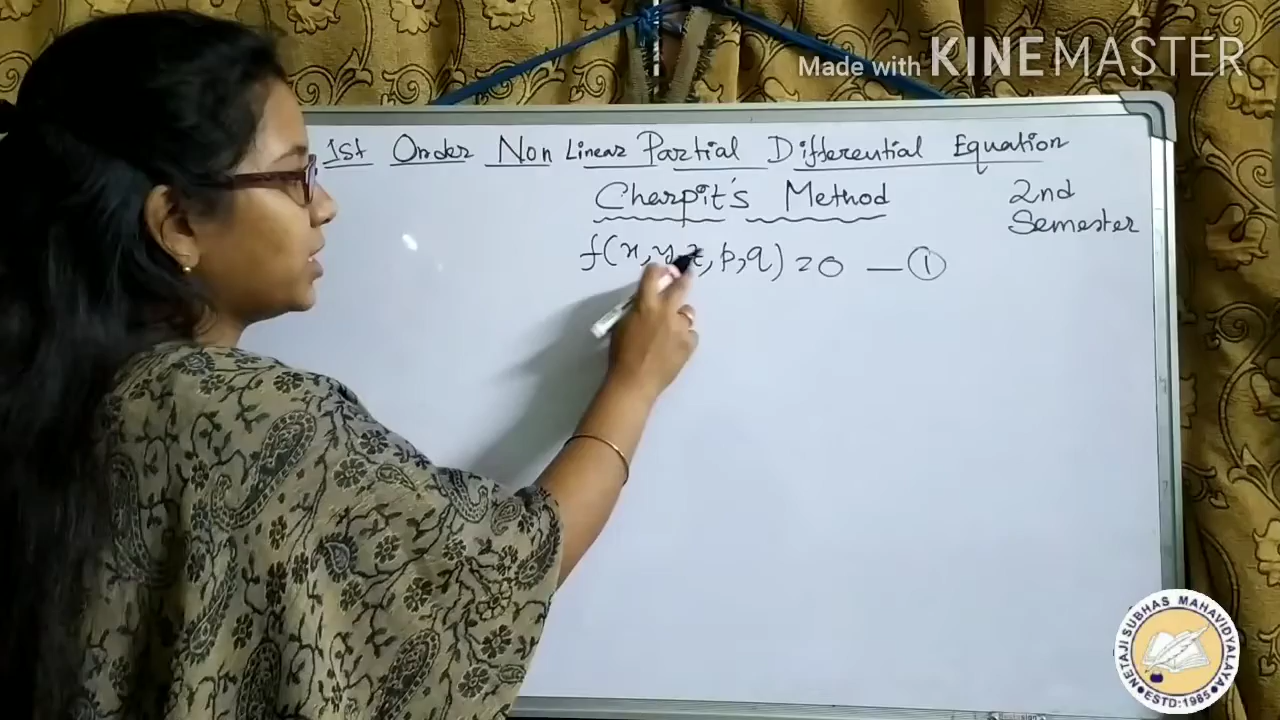 Made with KINEMASTER
1st Order Non Linear Partial Differential Equation
Charpit's Method
2nd
Semester
f(x, y, z, p, q) = 0 — ①
NETAJI SUBHAS MAHAVIDYALAYA
ESTD:1985